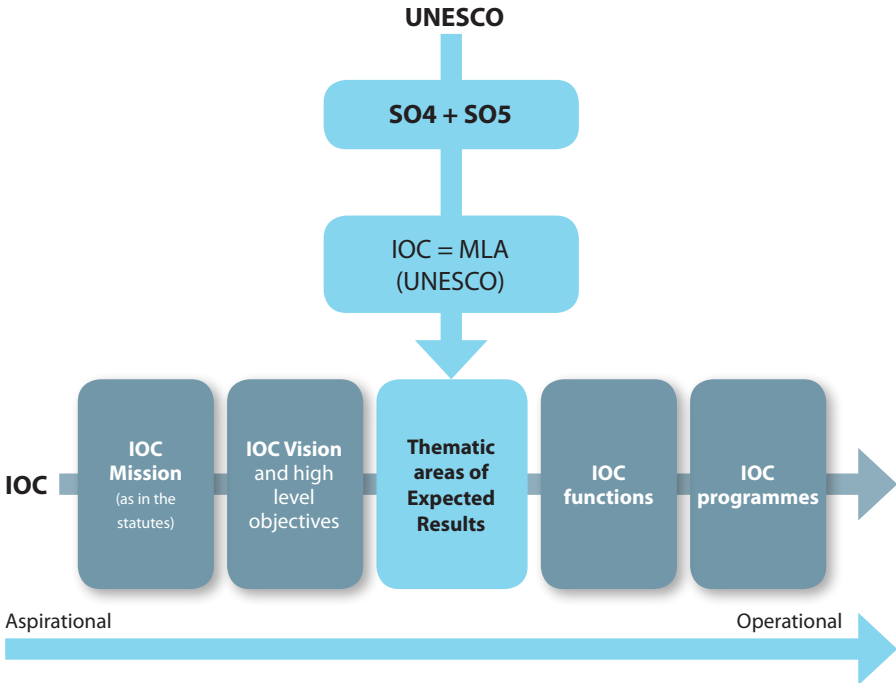 UNESCO
SO4 + SO5
IOC = MLA
(UNESCO)
IOC
IOC
Mission
(as in the
statutes)
IOC Vision
and high
level
objectives
Thematic
areas of
Expected
Results
IOC
functions
IOC
programmes
Aspirational
Operational